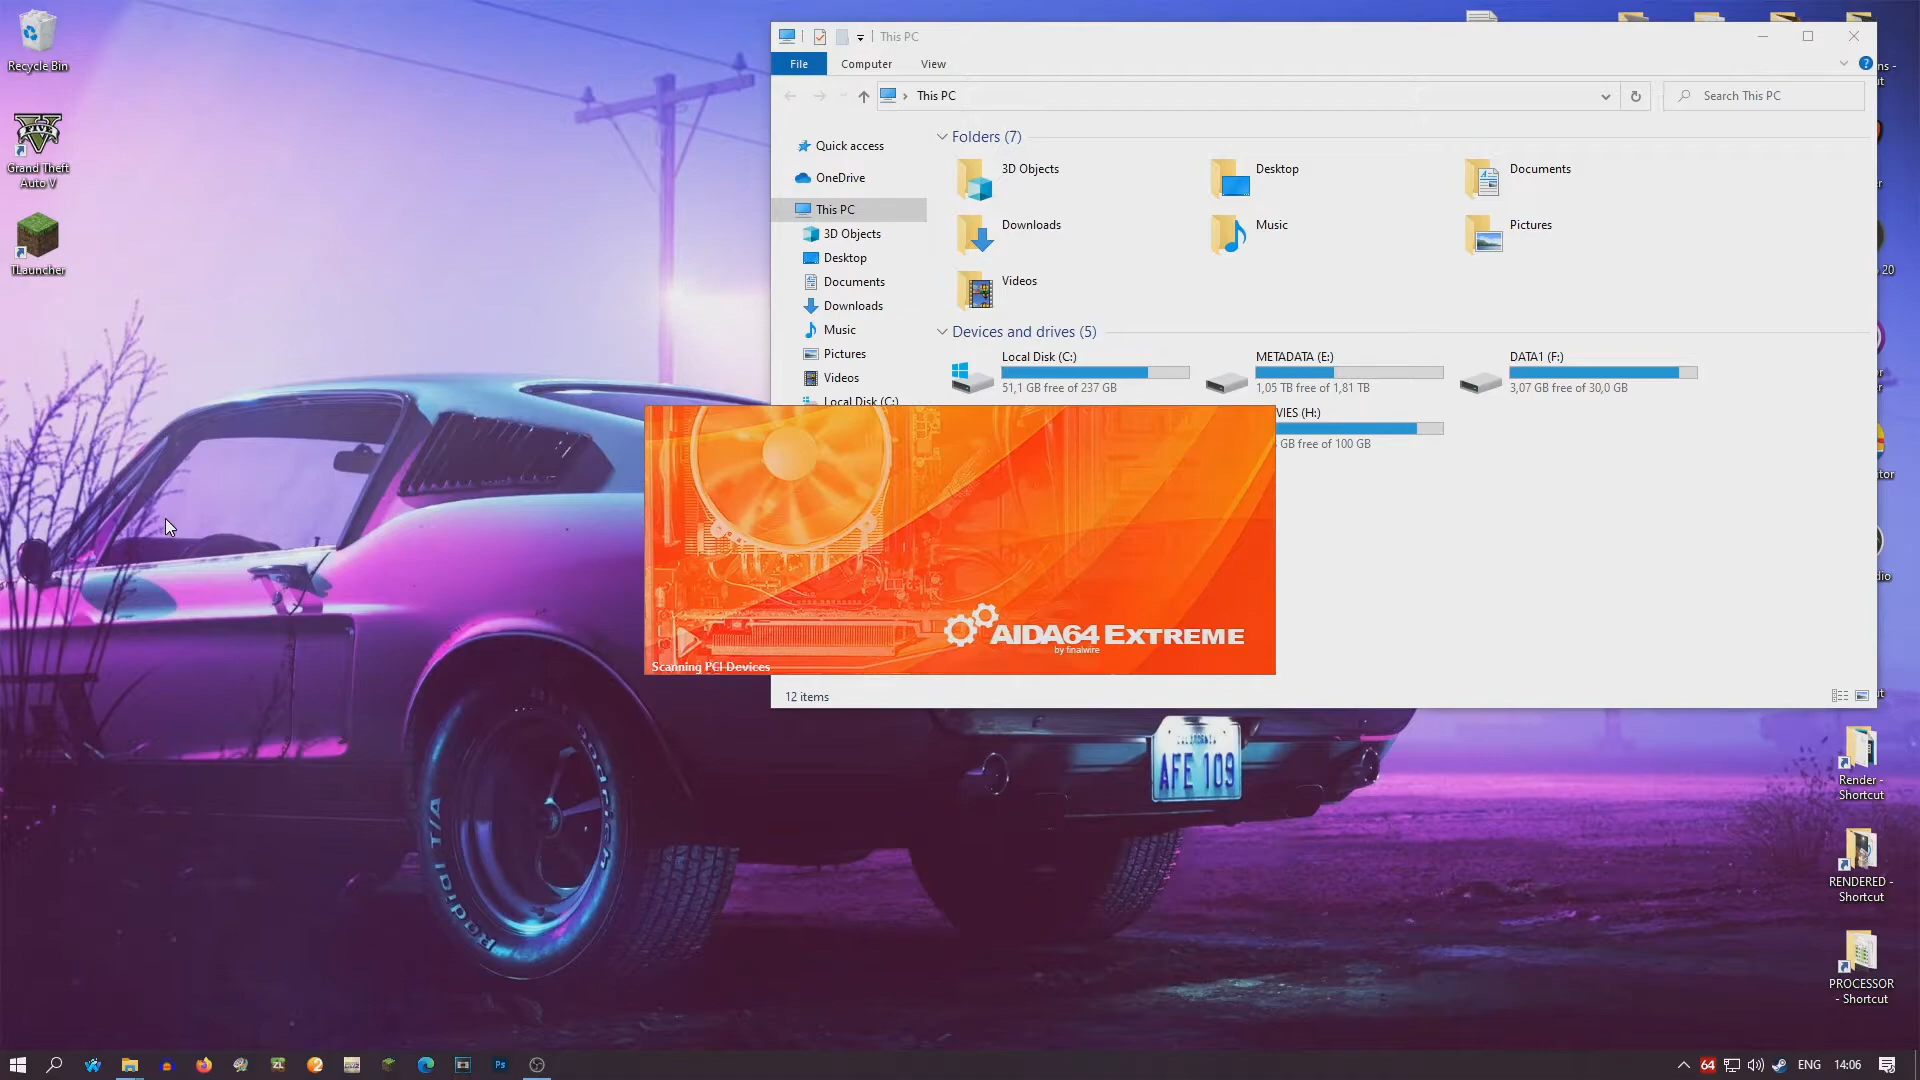 Recycle Bin
Grand Theft
Auto V
TLauncher
This PC
File
Computer
View
This PC
Search This PC
Quick access
OneDrive
This PC
3D Objects
Desktop
Documents
Downloads
Music
Pictures
Videos
Local Disk (C:)
Folders (7)
3D Objects
Desktop
Documents
Downloads
Music
Pictures
Videos
Devices and drives (5)
Local Disk (C:)
51,1 GB free of 237 GB
METADATA (E:)
1,05 TB free of 1,81 TB
DATA1 (F:)
3,07 GB free of 30,0 GB
VIES (H:)
GB free of 100 GB
AIDA64 EXTREME
by finalwire
Scanning PCI Devices
12 items
CALIFORNIA
AFE 109
Radial T/A
Render -
Shortcut
RENDERED -
Shortcut
PROCESSOR
- Shortcut
64
ENG
14:06